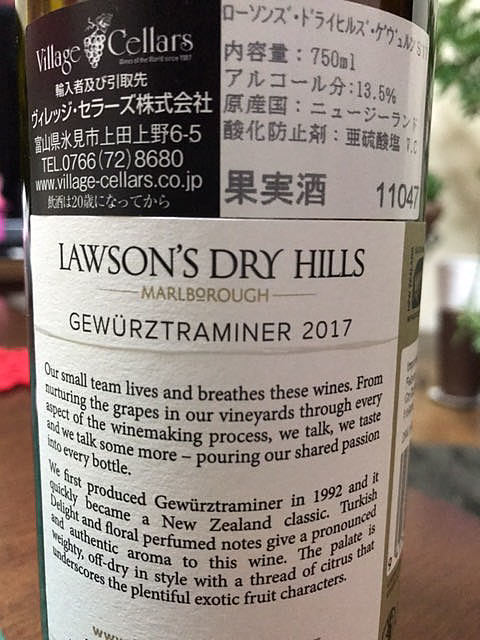 Village Cellars
Wines of the World since 1987
輸入者及び引取先
ヴィレッジ・セラーズ株式会社
富山県氷見市上田上野6-5
TEL.0766(72)8680
www.village-cellars.co.jp
飲酒は20歳になってから
ローソンズ・ドライヒルズ・ゲヴュルツ
内容量:750ml
アルコール分:13.5%
原産国:ニュージーランド
酸化防止剤:亜硫酸塩 V.C
果実酒 11047
LAWSON'S DRY HILLS
MARLBOROUGH
GEWÜRZTRAMINER 2017
Our small team lives and breathes these wines. From
nurturing the grapes in our vineyards through every
aspect of the winemaking process, we talk, we taste
and we talk some more – pouring our shared passion
into every bottle.
We first produced Gewürztraminer in 1992 and it
quickly became a New Zealand classic. Turkish
Delight and floral perfumed notes give a pronounced
and authentic aroma to this wine. The palate is
weighty, off-dry in style with a thread of citrus that
underscores the plentiful exotic fruit characters.